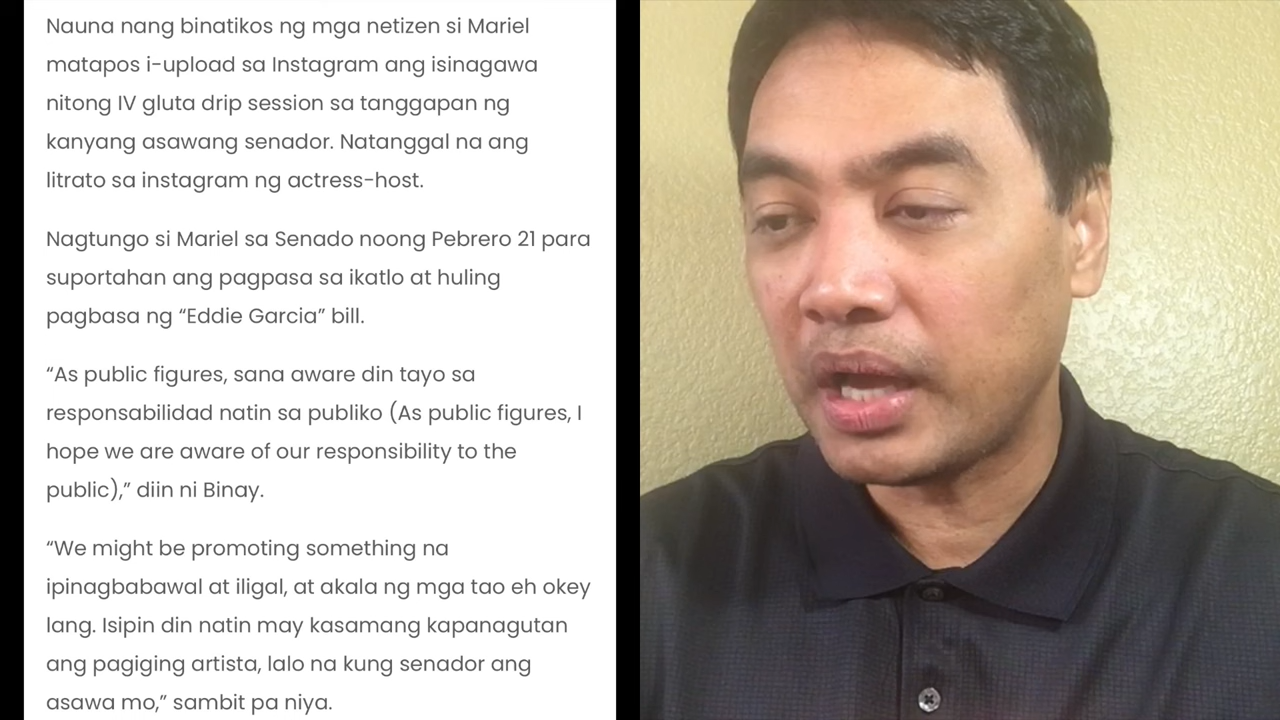 Nauna nang binatikos ng mga netizen si Mariel
matapos i-upload sa Instagram ang isinagawa
nitong IV gluta drip session sa tanggapan ng
kanyang asawang senador. Natanggal na ang
litrato sa instagram ng actress-host.
Nagtungo si Mariel sa Senado noong Pebrero 21 para
suportahan ang pagpasa sa ikatlo at huling
pagbasa ng “Eddie Garcia” bill.
“As public figures, sana aware din tayo sa
responsabilidad natin sa publiko (As public figures, I
hope we are aware of our responsibility to the
public),” diin ni Binay.
“We might be promoting something na
ipinagbabawal at iligal, at akala ng mga tao eh okey
lang. Isipin din natin may kasamang kapanagutan
ang pagiging artista, lalo na kung senador ang
asawa mo,” sambit pa niya.